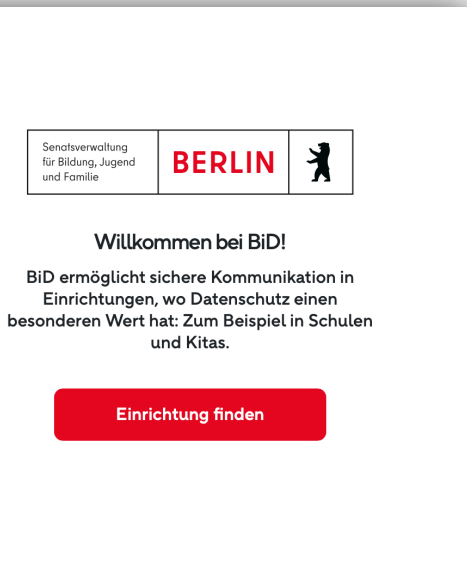 Senatsverwaltung
für Bildung, Jugend
und Familie
BERLIN
Willkommen bei BiD!
BiD ermöglicht sichere Kommunikation in
Einrichtungen, wo Datenschutz einen
besonderen Wert hat: Zum Beispiel in Schulen
und Kitas.
Einrichtung finden